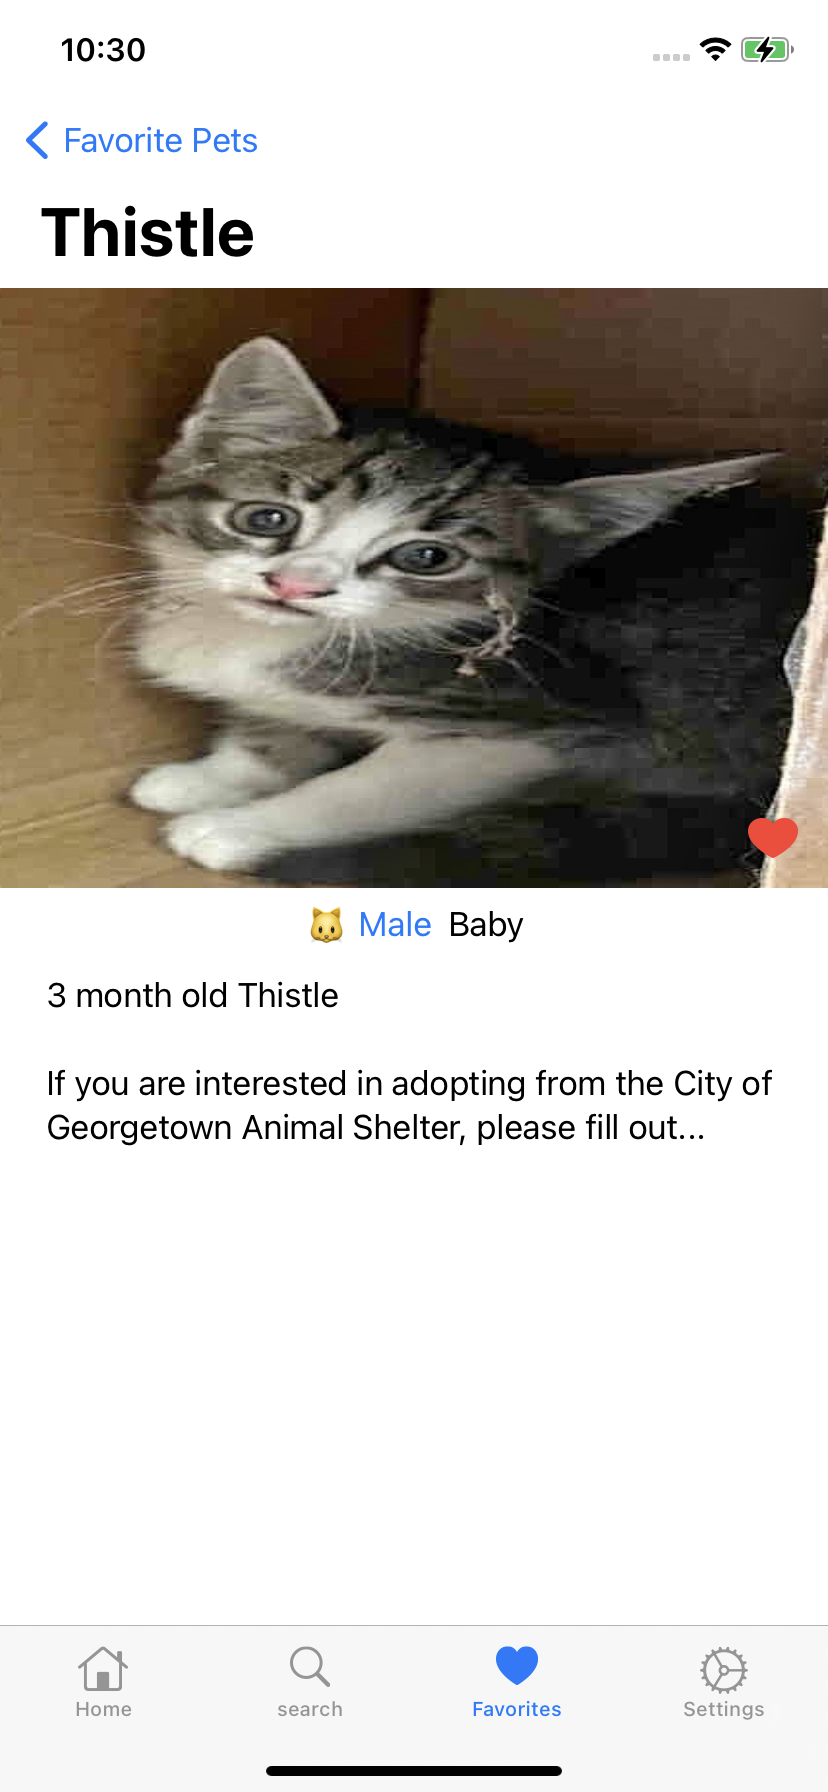 10:30
Favorite Pets
Thistle
Male Baby
3 month old Thistle
If you are interested in adopting from the City of
Georgetown Animal Shelter, please fill out...
Home
search
Favorites
Settings